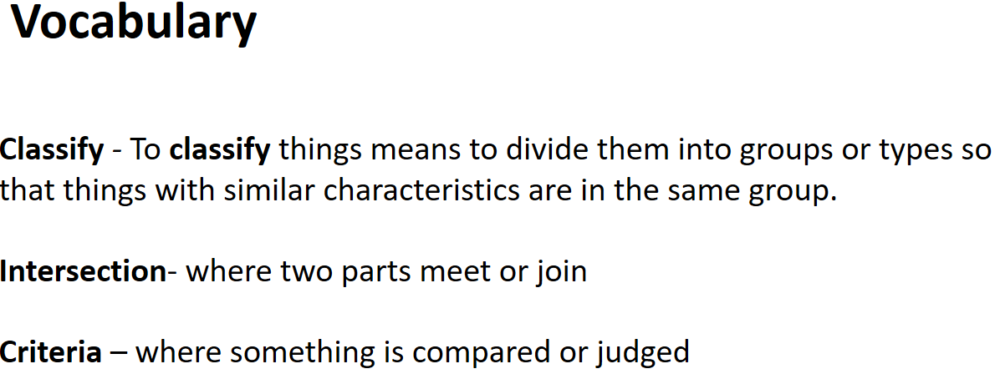 Vocabulary
Classify - To classify things means to divide them into groups or types so
that things with similar characteristics are in the same group.
Intersection- where two parts meet or join
Criteria – where something is compared or judged